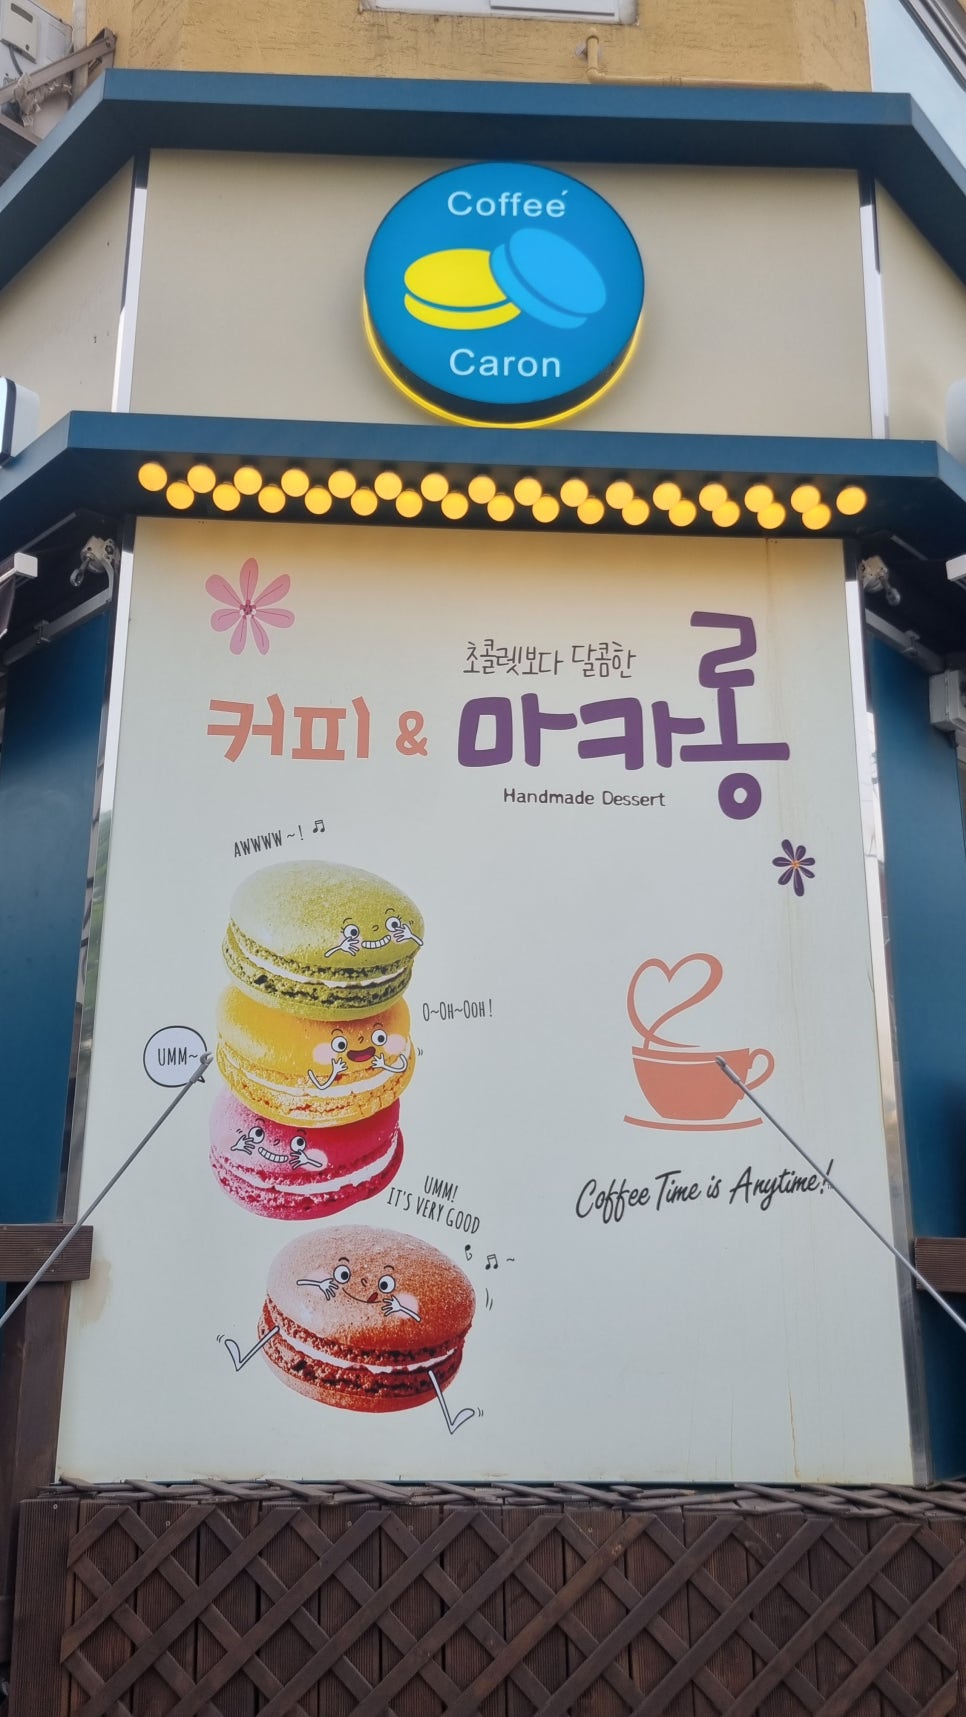 Coffeé
Caron
초콜렛보다 달콤한
커피 & 마카롱
Handmade Dessert
AWWWW~!
O~OH~OOH!
UMM~
UMM!
IT'S VERY GOOD
Coffee Time is Anytime!